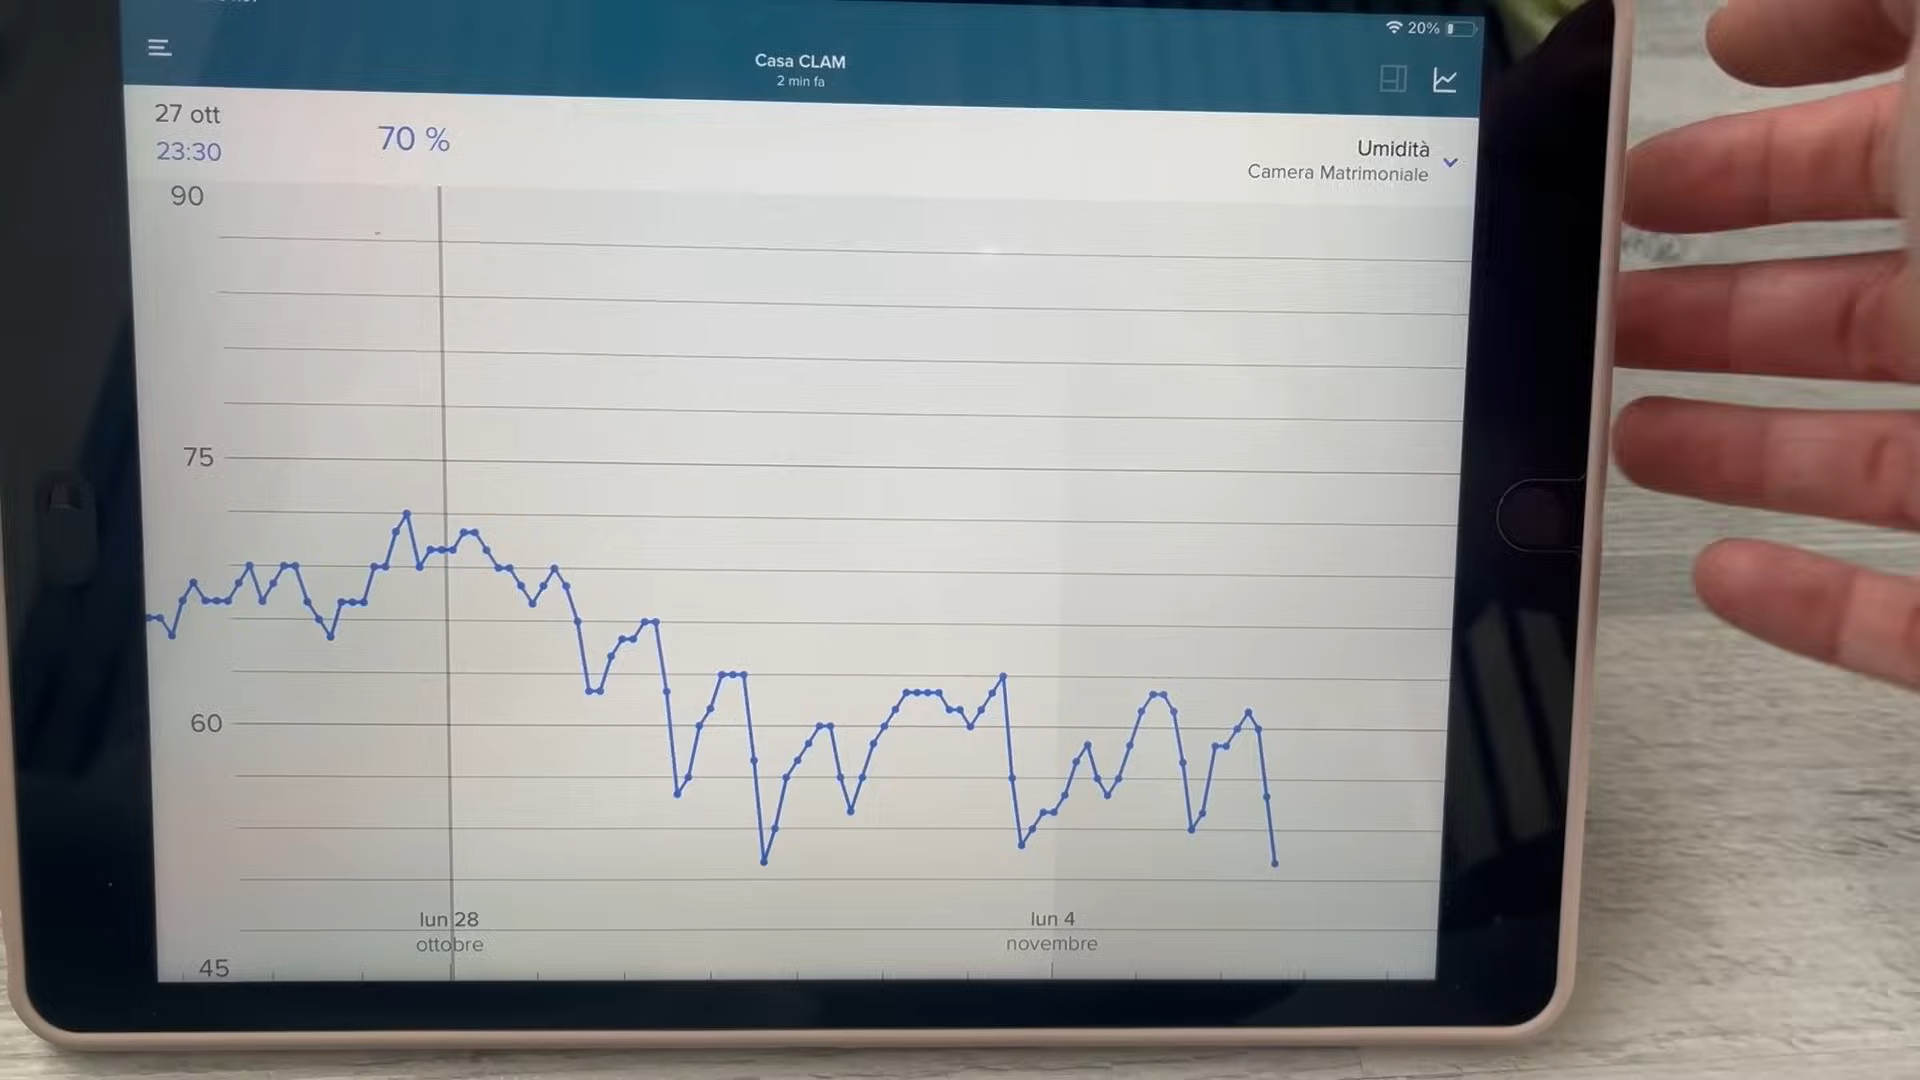 20%
Casa CLAM
2 min fa
27 ott
23:30
70 %
Umidità
Camera Matrimoniale
90
75
60
45
lun 28
ottobre
lun 4
novembre